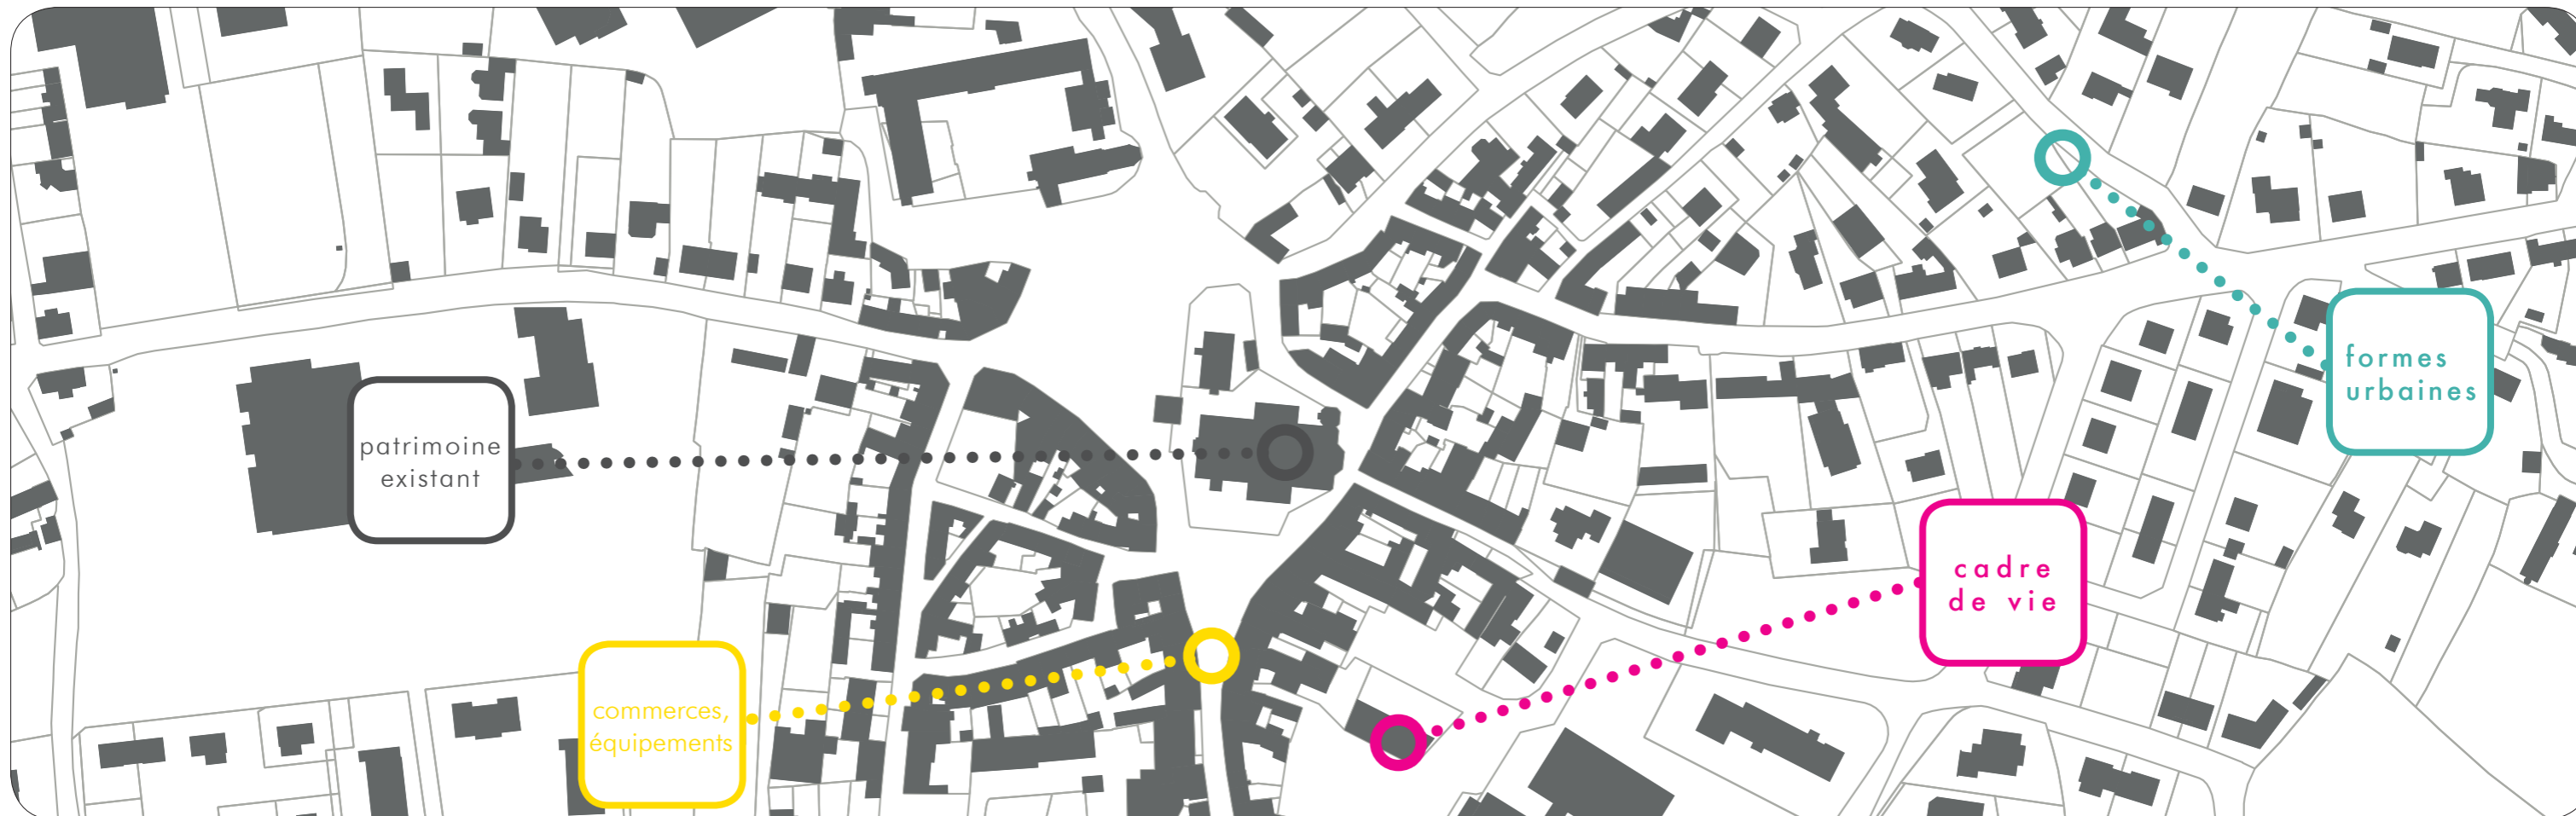 formes
urbaines
patrimoine
existant
cadre
de vie
commerces,
équipements